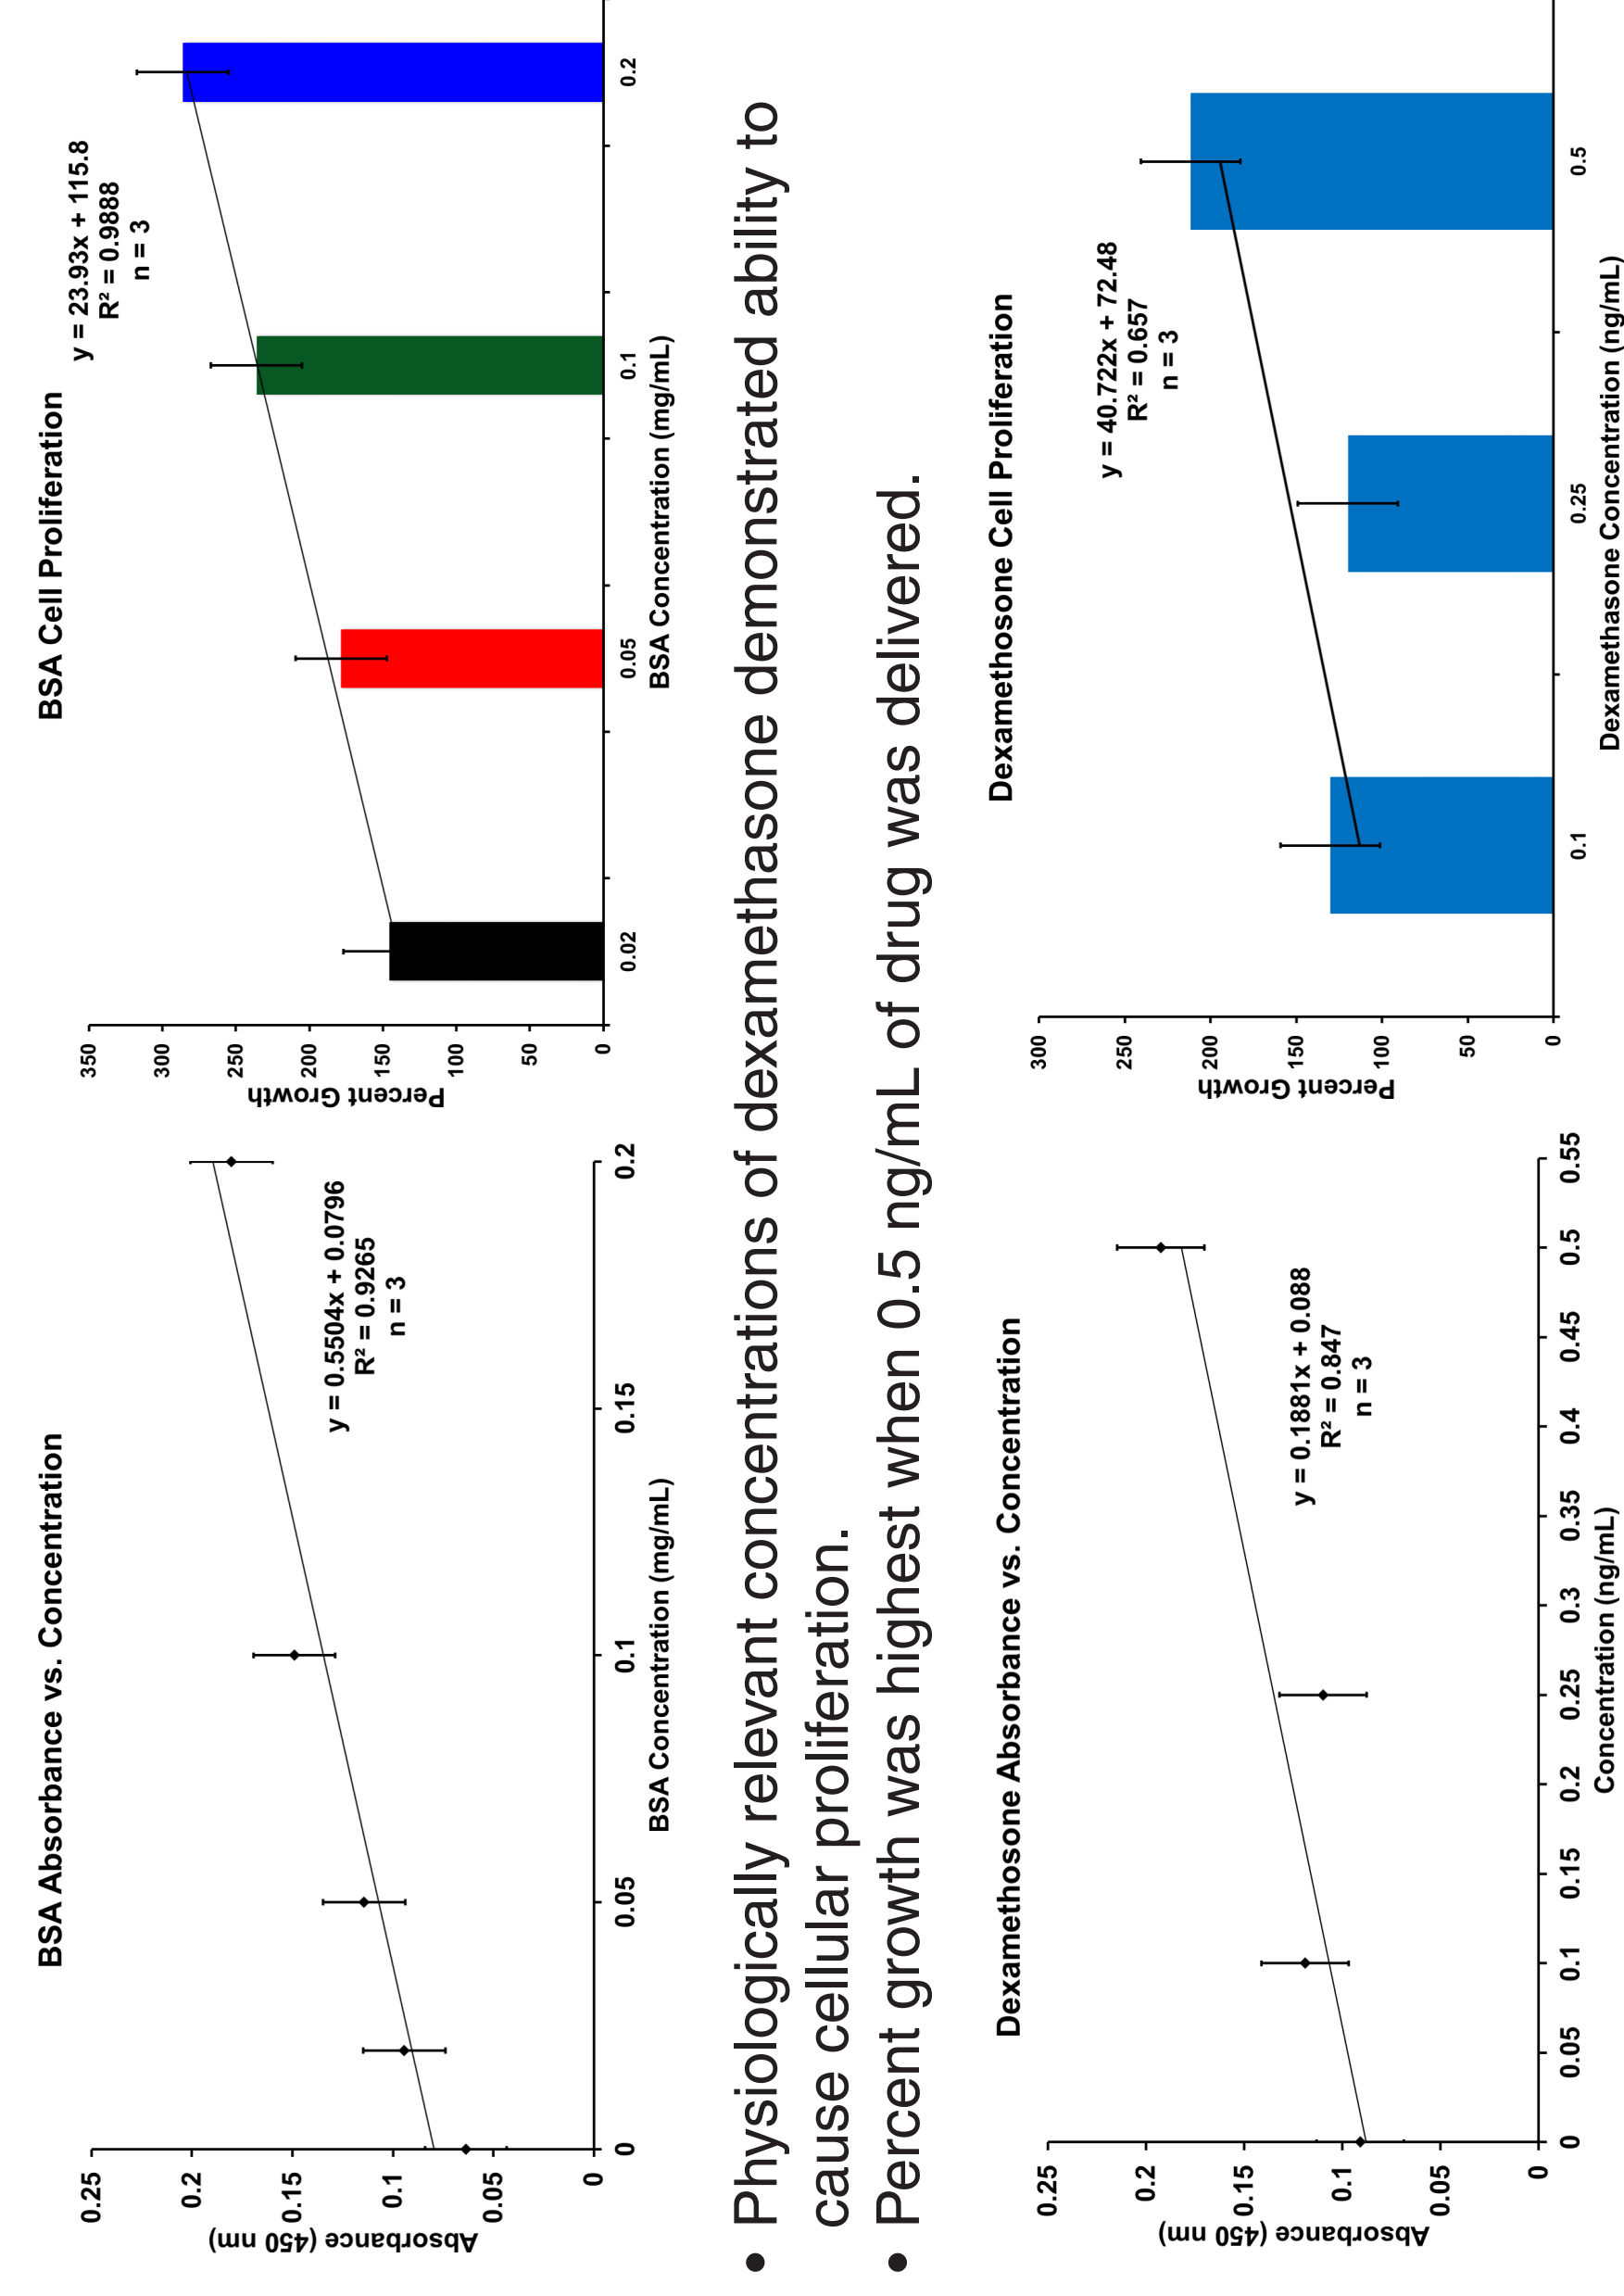 BSA Absorbance vs. Concentration
Absorbance (450 nm)
0.25
0.2
0.15
0.1
0.05
0
y = 0.5504x + 0.0796
R² = 0.9265
n = 3
0
0.05
0.1
0.15
0.2
BSA Concentration (mg/mL)
BSA Cell Proliferation
Percent Growth
350
300
250
200
150
100
50
0
y = 23.93x + 115.8
R² = 0.9888
n = 3
0.02
0.05
0.1
0.2
BSA Concentration (mg/mL)
• Physiologically relevant concentrations of dexamethasone demonstrated ability to
cause cellular proliferation.
• Percent growth was highest when 0.5 ng/mL of drug was delivered.
Dexamethosone Absorbance vs. Concentration
Absorbance (450 nm)
0.25
0.2
0.15
0.1
0.05
0
y = 0.1881x + 0.088
R² = 0.847
n = 3
0
0.05
0.1
0.15
0.2
0.25
0.3
0.35
0.4
0.45
0.5
0.55
Concentration (ng/mL)
Dexamethosone Cell Proliferation
Percent Growth
300
250
200
150
100
50
0
y = 40.722x + 72.48
R² = 0.657
n = 3
0.1
0.25
0.5
Dexamethasone Concentration (ng/mL)